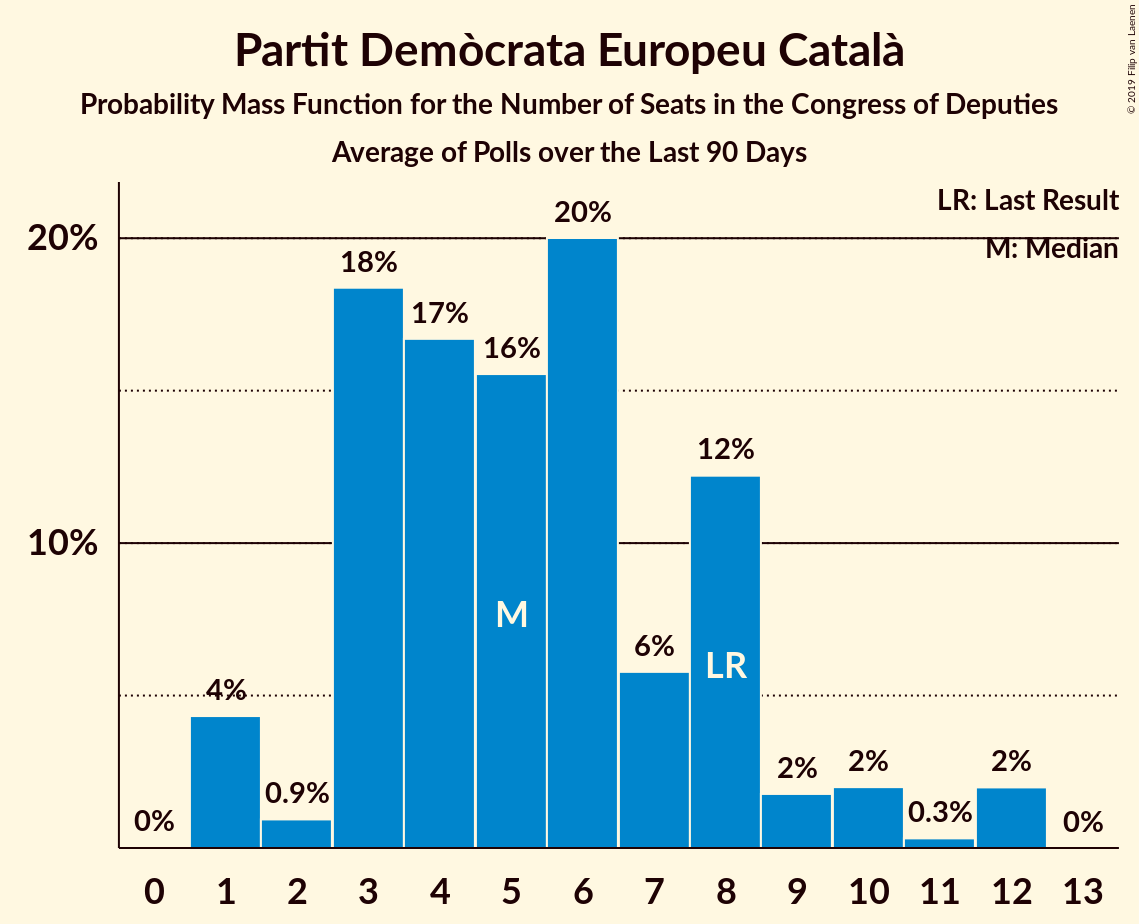 Partit Demòcrata Europeu Català
Probability Mass Function for the Number of Seats in the Congress of Deputies
Average of Polls over the Last 90 Days
© 2019 Filip van Laenen
LR: Last Result
M: Median
20%
10%
0%
4%
0.9%
18%
17%
16%
20%
6%
12%
2%
2%
0.3%
2%
0%
M
LR
0 1 2 3 4 5 6 7 8 9 10 11 12 13